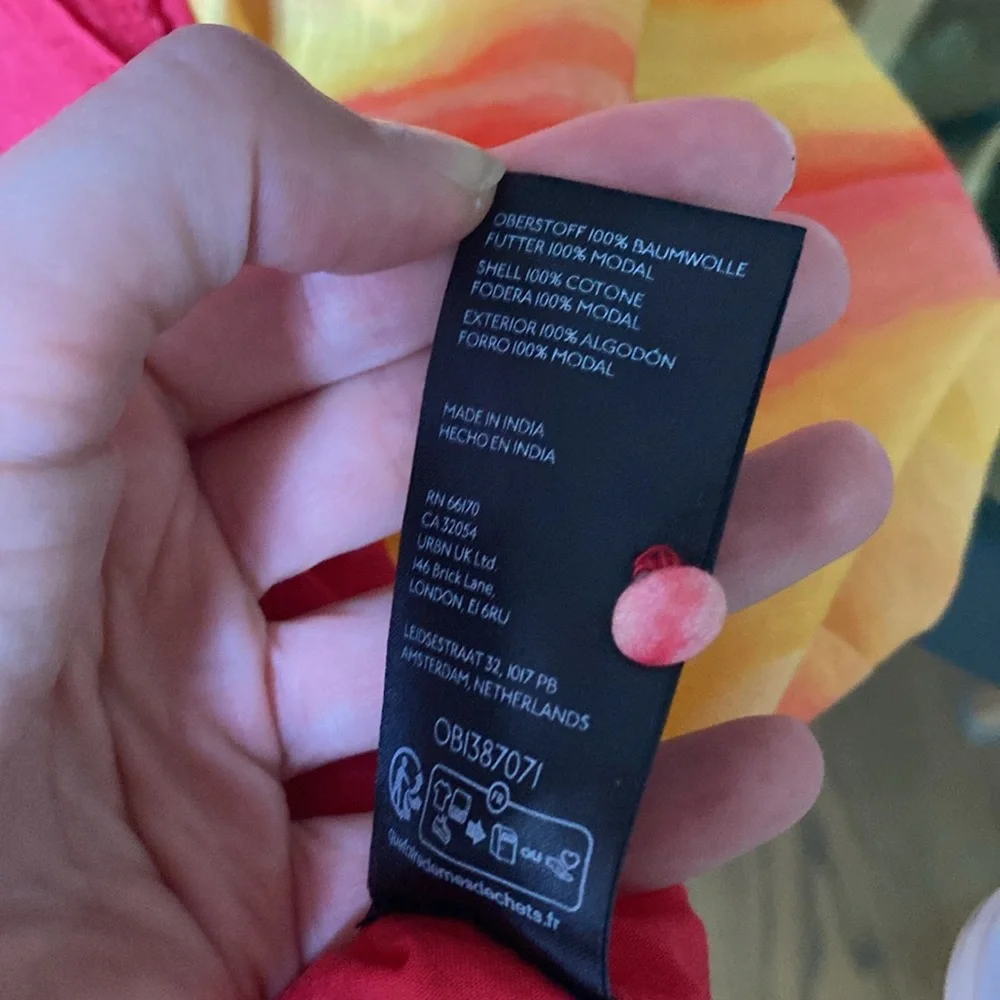 OBERSTOFF 100% BAUMWOLLE
FUTTER 100% MODAL
SHELL 100% COTONE
FODERA 100% MODAL
EXTERIOR 100% ALGODÓN
FORRO 100% MODAL
MADE IN INDIA
HECHO EN INDIA
RN 66170
CA 32054
URBN UK Ltd.
146 Brick Lane,
LONDON, E1 6RU
LEIDSESTRAAT 32, 1017 PB
AMSTERDAM, NETHERLANDS
OB1387071
FR
OU
quefairedemesdechets.fr